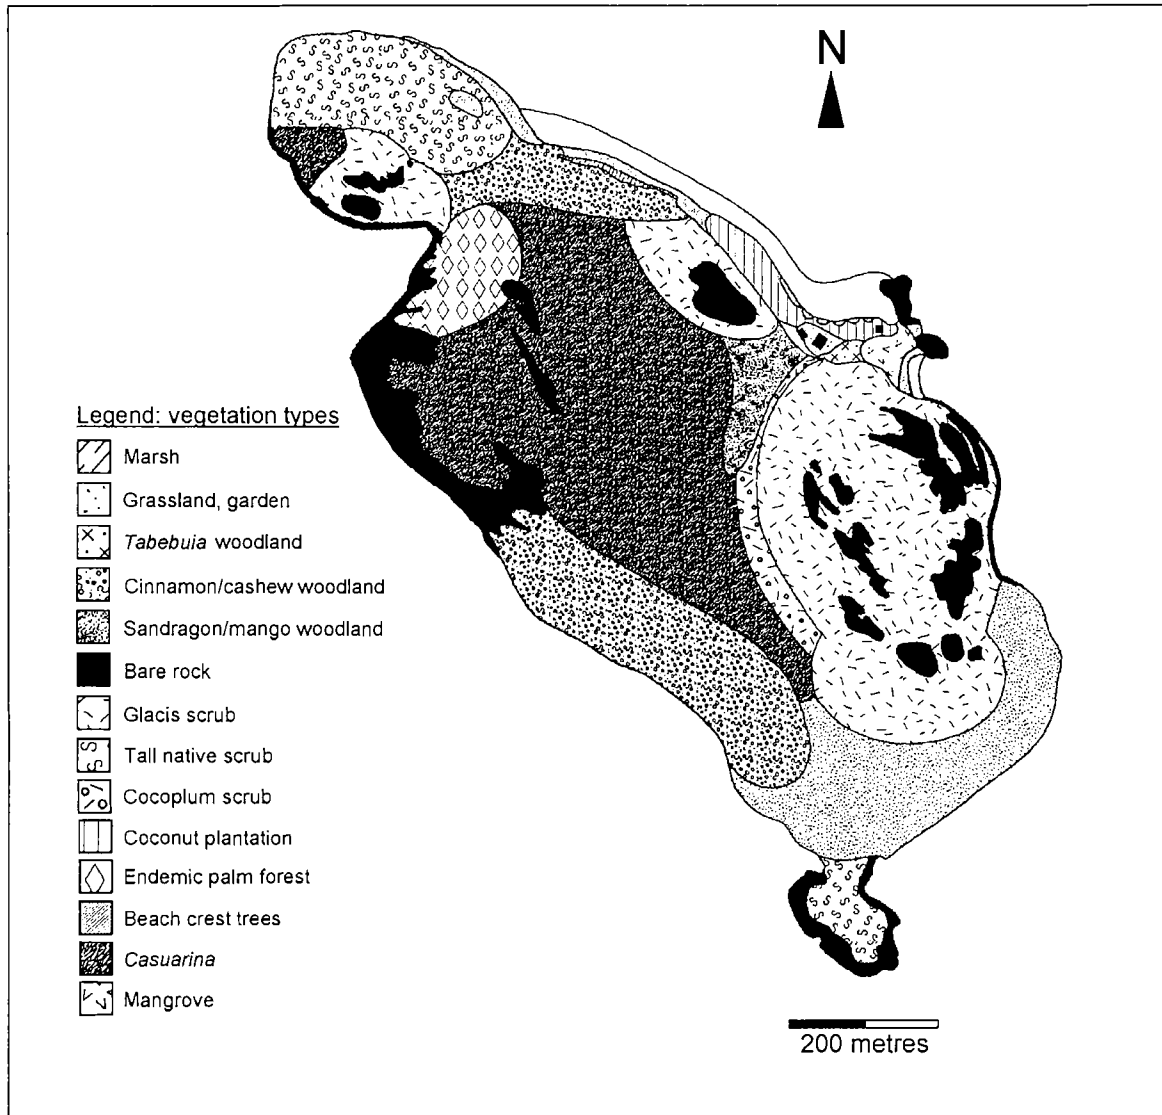 N
Legend: vegetation types
Marsh
Grassland, garden
Tabebuia woodland
Cinnamon/cashew woodland
Sandragon/mango woodland
Bare rock
Glacis scrub
Tall native scrub
Cocoplum scrub
Coconut plantation
Endemic palm forest
Beach crest trees
Casuarina
Mangrove
200 metres